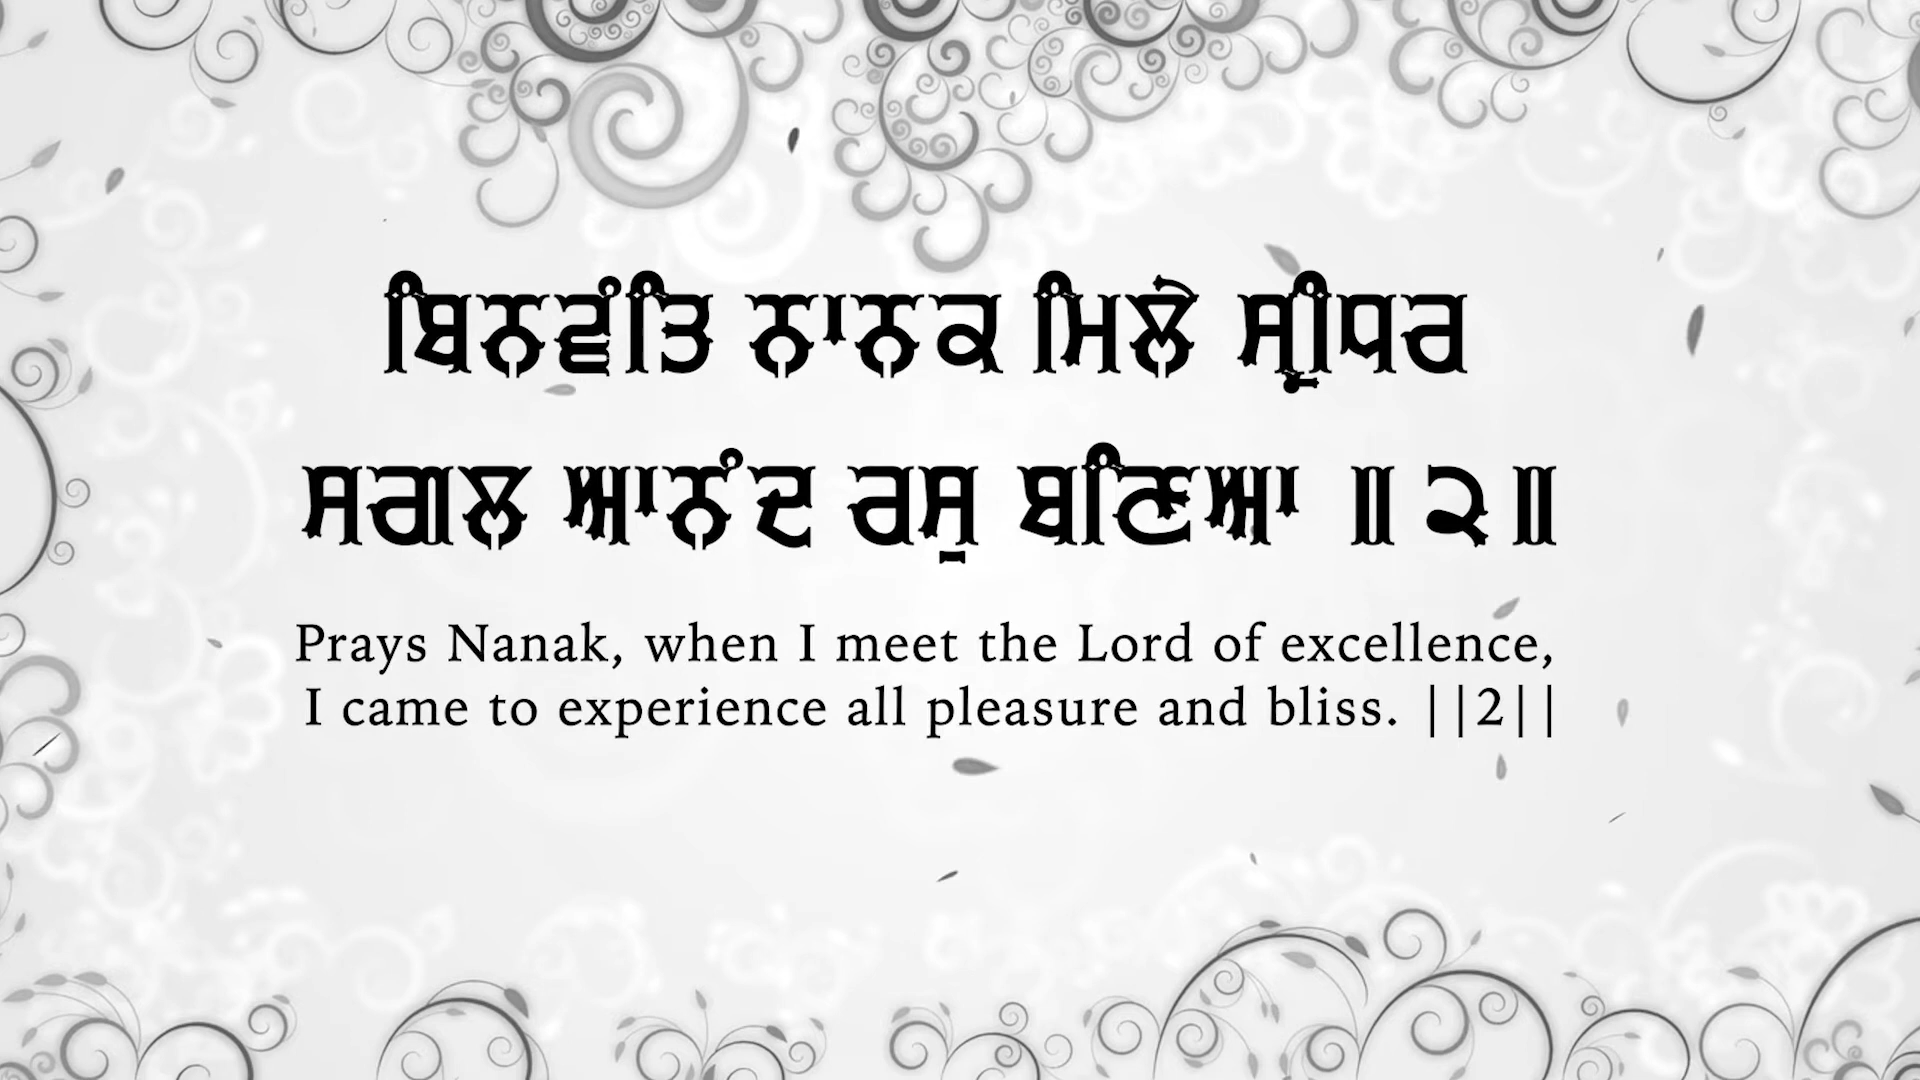 ਬਿਨਵੰਤਿ ਨਾਨਕ ਮਿਲੇ ਸ੍ਰੀਧਰ
ਸਗਲ ਆਨੰਦ ਰਸੁ ਬਣਿਆ ॥੨॥
Prays Nanak, when I meet the Lord of excellence,
I came to experience all pleasure and bliss. ||2||